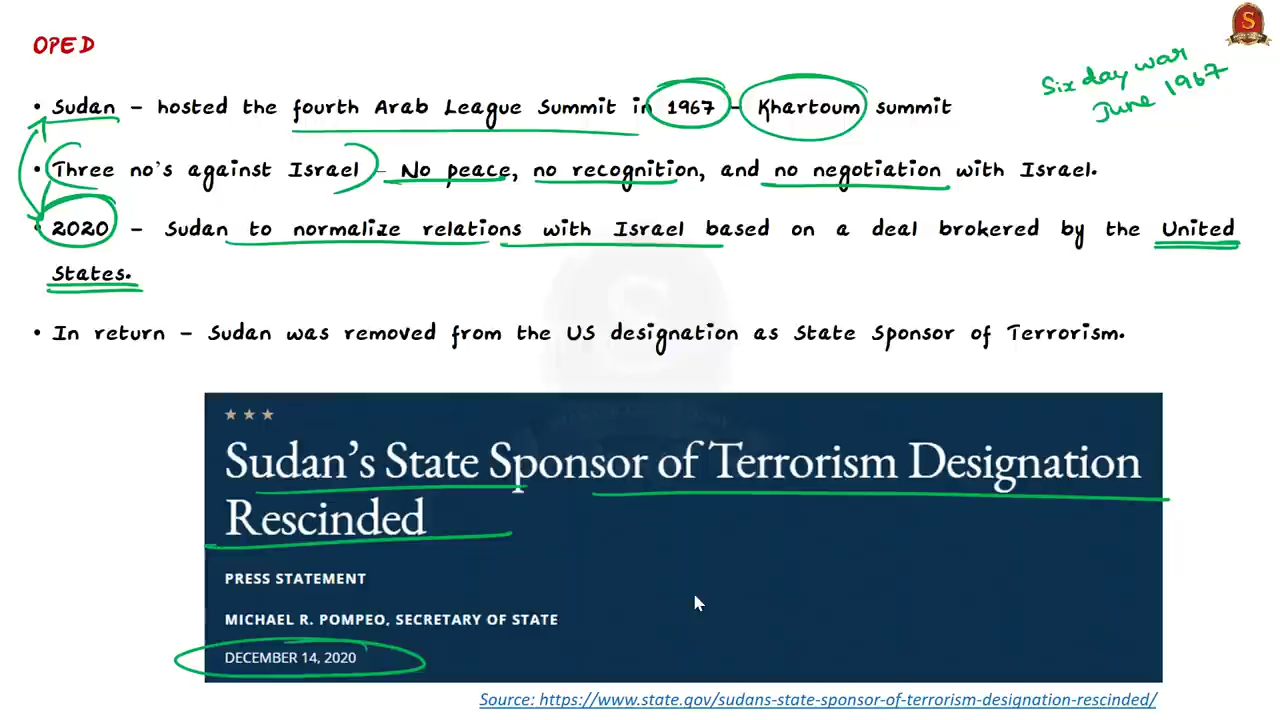 OPED
Six day war
June 1967
• Sudan – hosted the fourth Arab League Summit in 1967 – Khartoum summit
• Three no's against Israel – No peace, no recognition, and no negotiation with Israel.
• 2020 – Sudan to normalize relations with Israel based on a deal brokered by the United
States.
• In return – Sudan was removed from the US designation as State Sponsor of Terrorism.
Sudan's State Sponsor of Terrorism Designation
Rescinded
PRESS STATEMENT
MICHAEL R. POMPEO, SECRETARY OF STATE
DECEMBER 14, 2020
Source: https://www.state.gov/sudans-state-sponsor-of-terrorism-designation-rescinded/